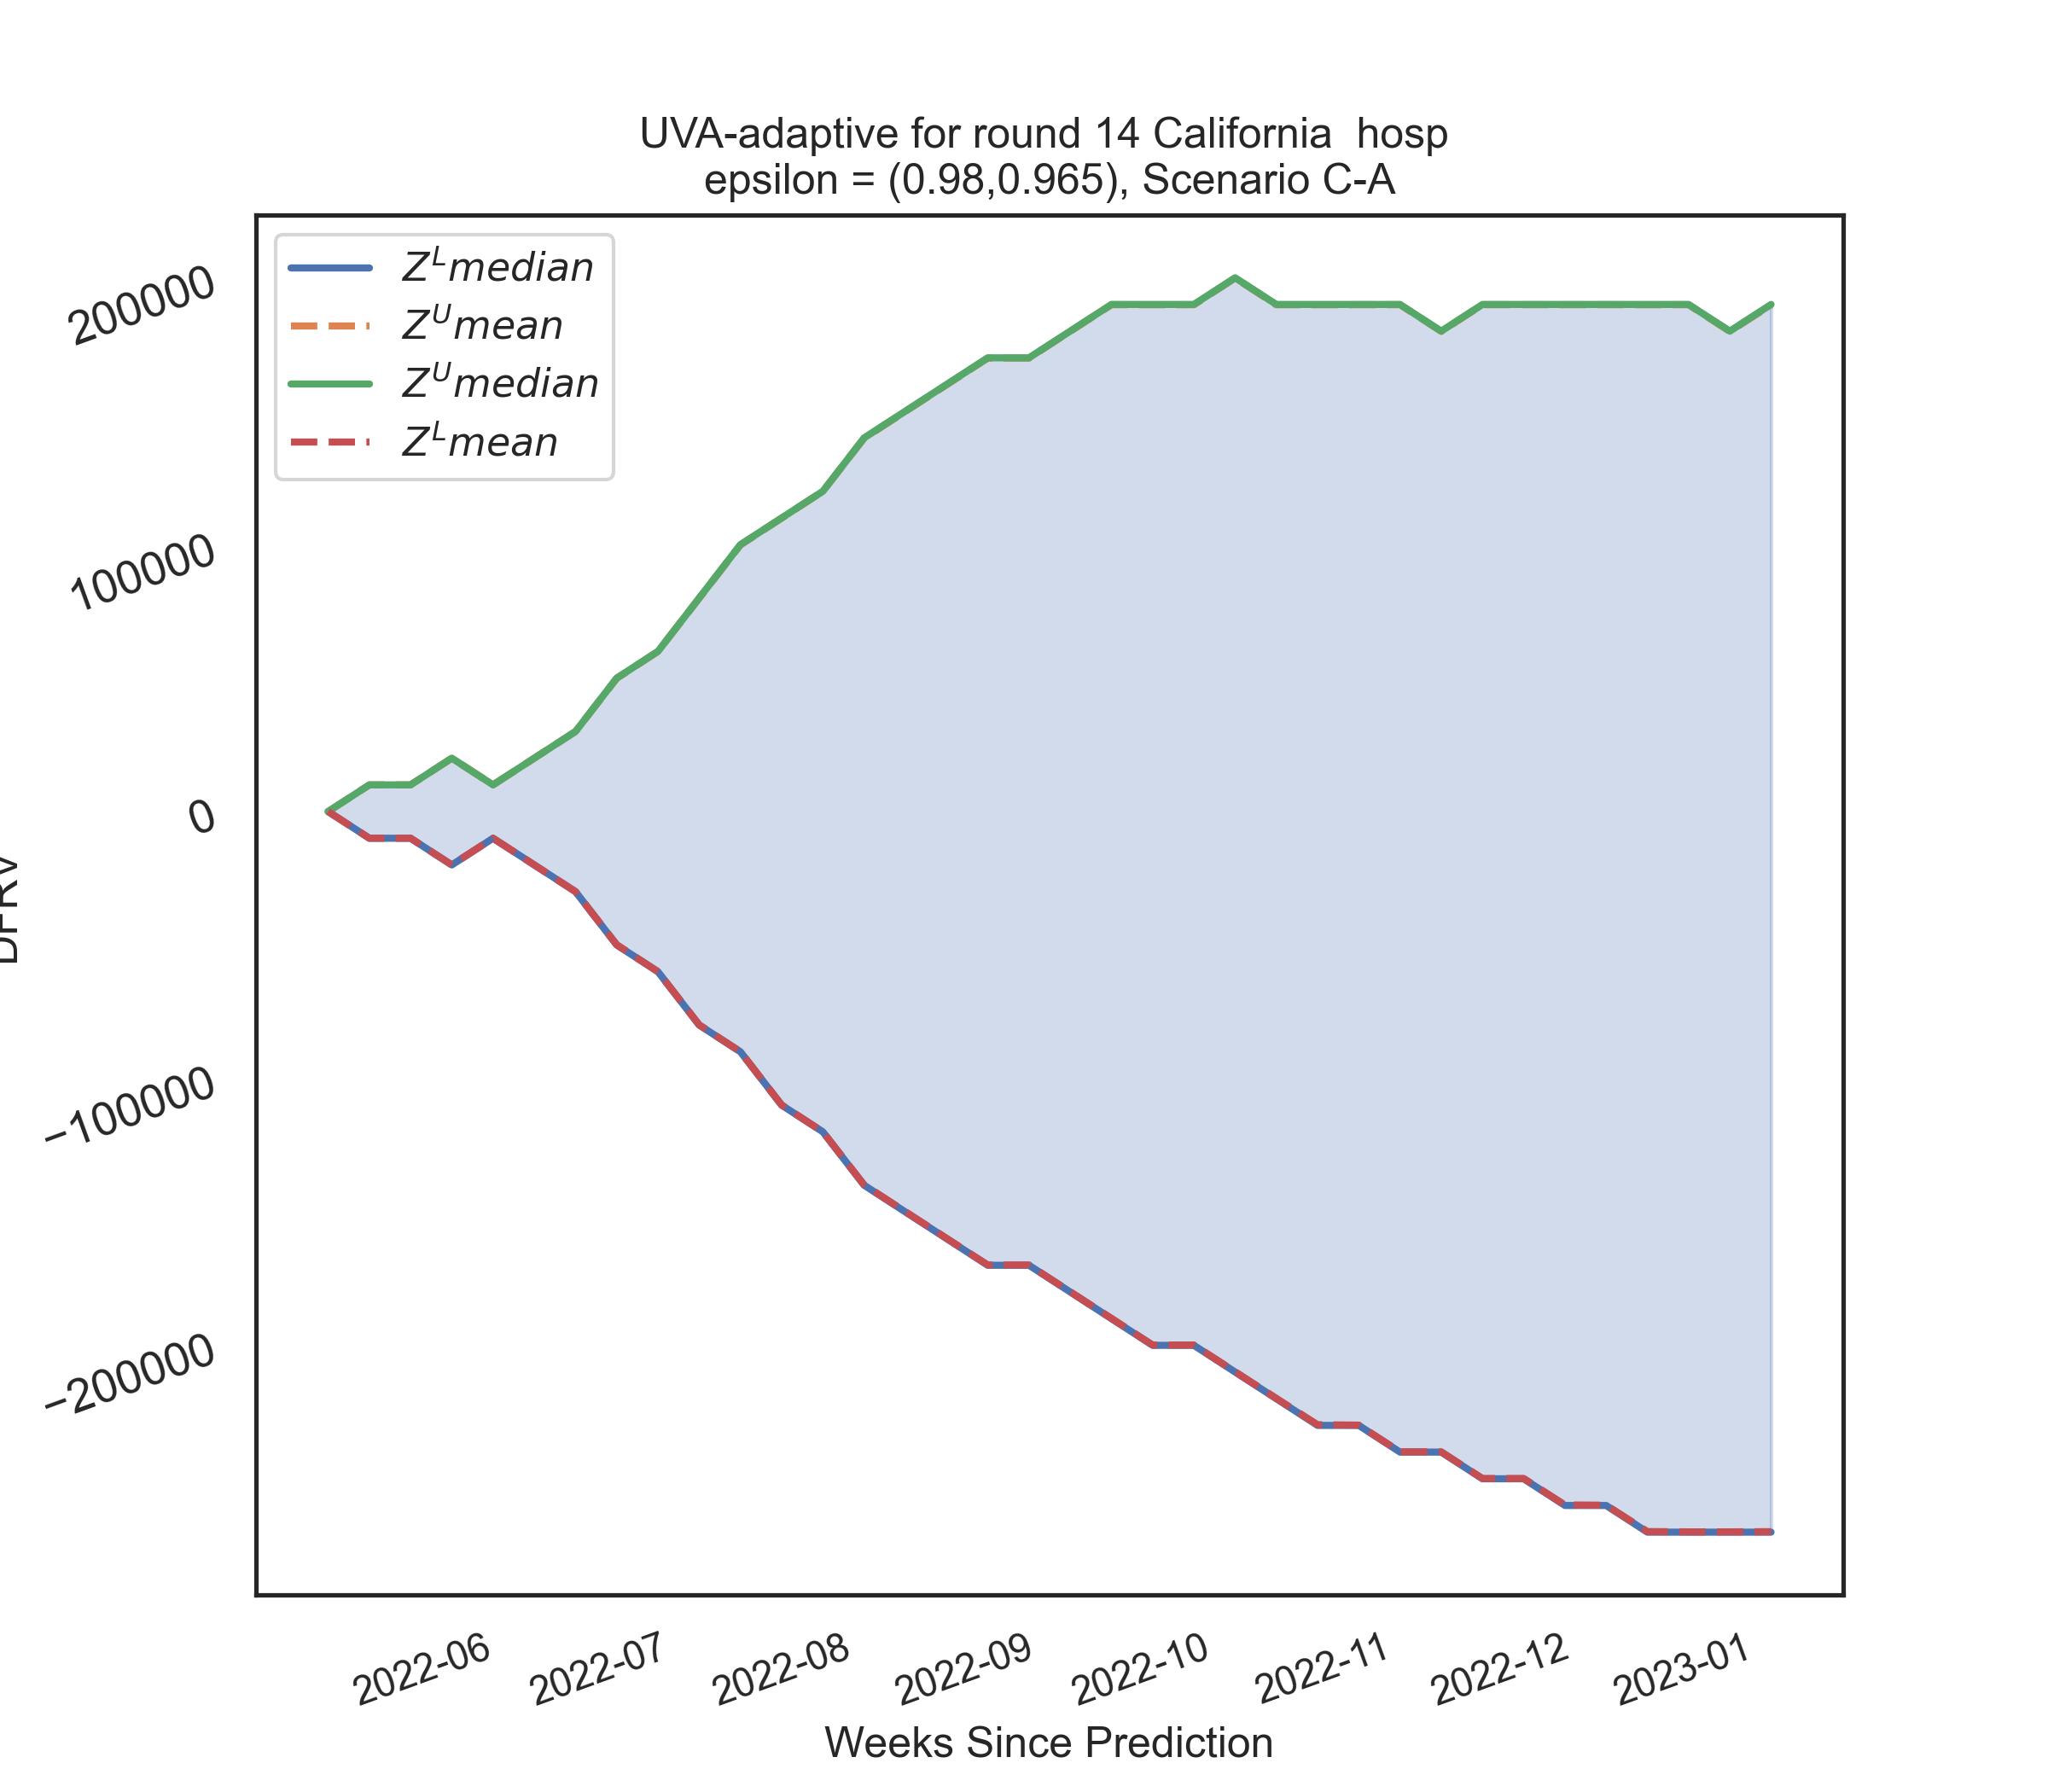 UVA-adaptive for round 14 California  hosp
epsilon = (0.98,0.965), Scenario C-A
Z^L median
Z^U mean
Z^U median
Z^L mean
200000
100000
0
−100000
−200000
2022-06
2022-07
2022-08
2022-09
2022-10
2022-11
2022-12
2023-01
Weeks Since Prediction